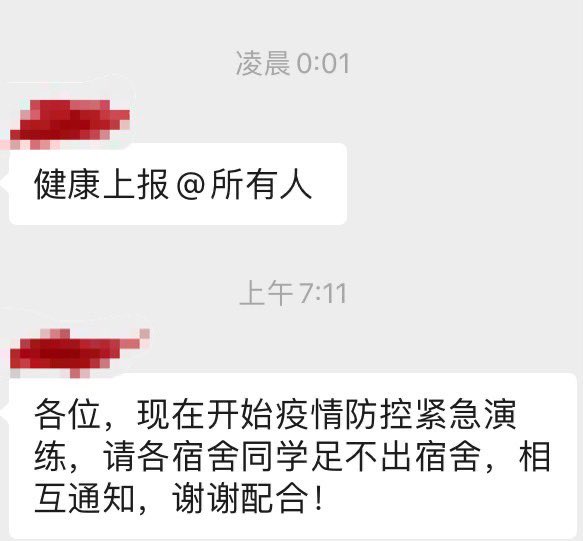 凌晨 0:01
健康上报@所有人
上午 7:11
各位，现在开始疫情防控紧急演
练，请各宿舍同学足不出宿舍，相
互通知，谢谢配合！